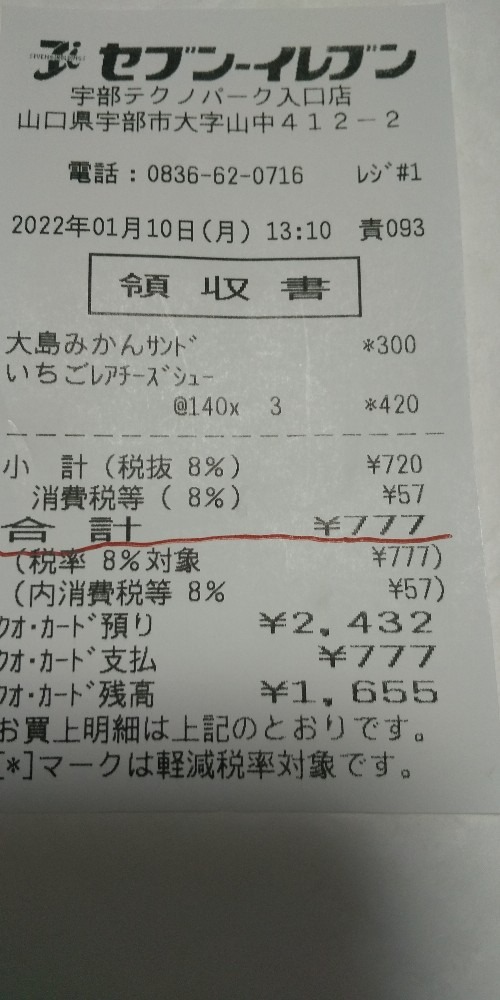 セブン-イレブン
宇部テクノパーク入口店
山口県宇部市大字山中412-2
電話:0836-62-0716 レジ#1
2022年01月10日(月) 13:10 責093
領収書
大島みかんサンド *300
いちごレアチーズシュー
@140x 3 *420
小 計(税抜 8%) ¥720
消費税等( 8%) ¥57
合 計 ¥777
(税率 8%対象 ¥777)
(内消費税等 8% ¥57)
クオ・カード預り ¥2,432
クオ・カード支払 ¥777
クオ・カード残高 ¥1,655
お買上明細は上記のとおりです。
[*]マークは軽減税率対象です。